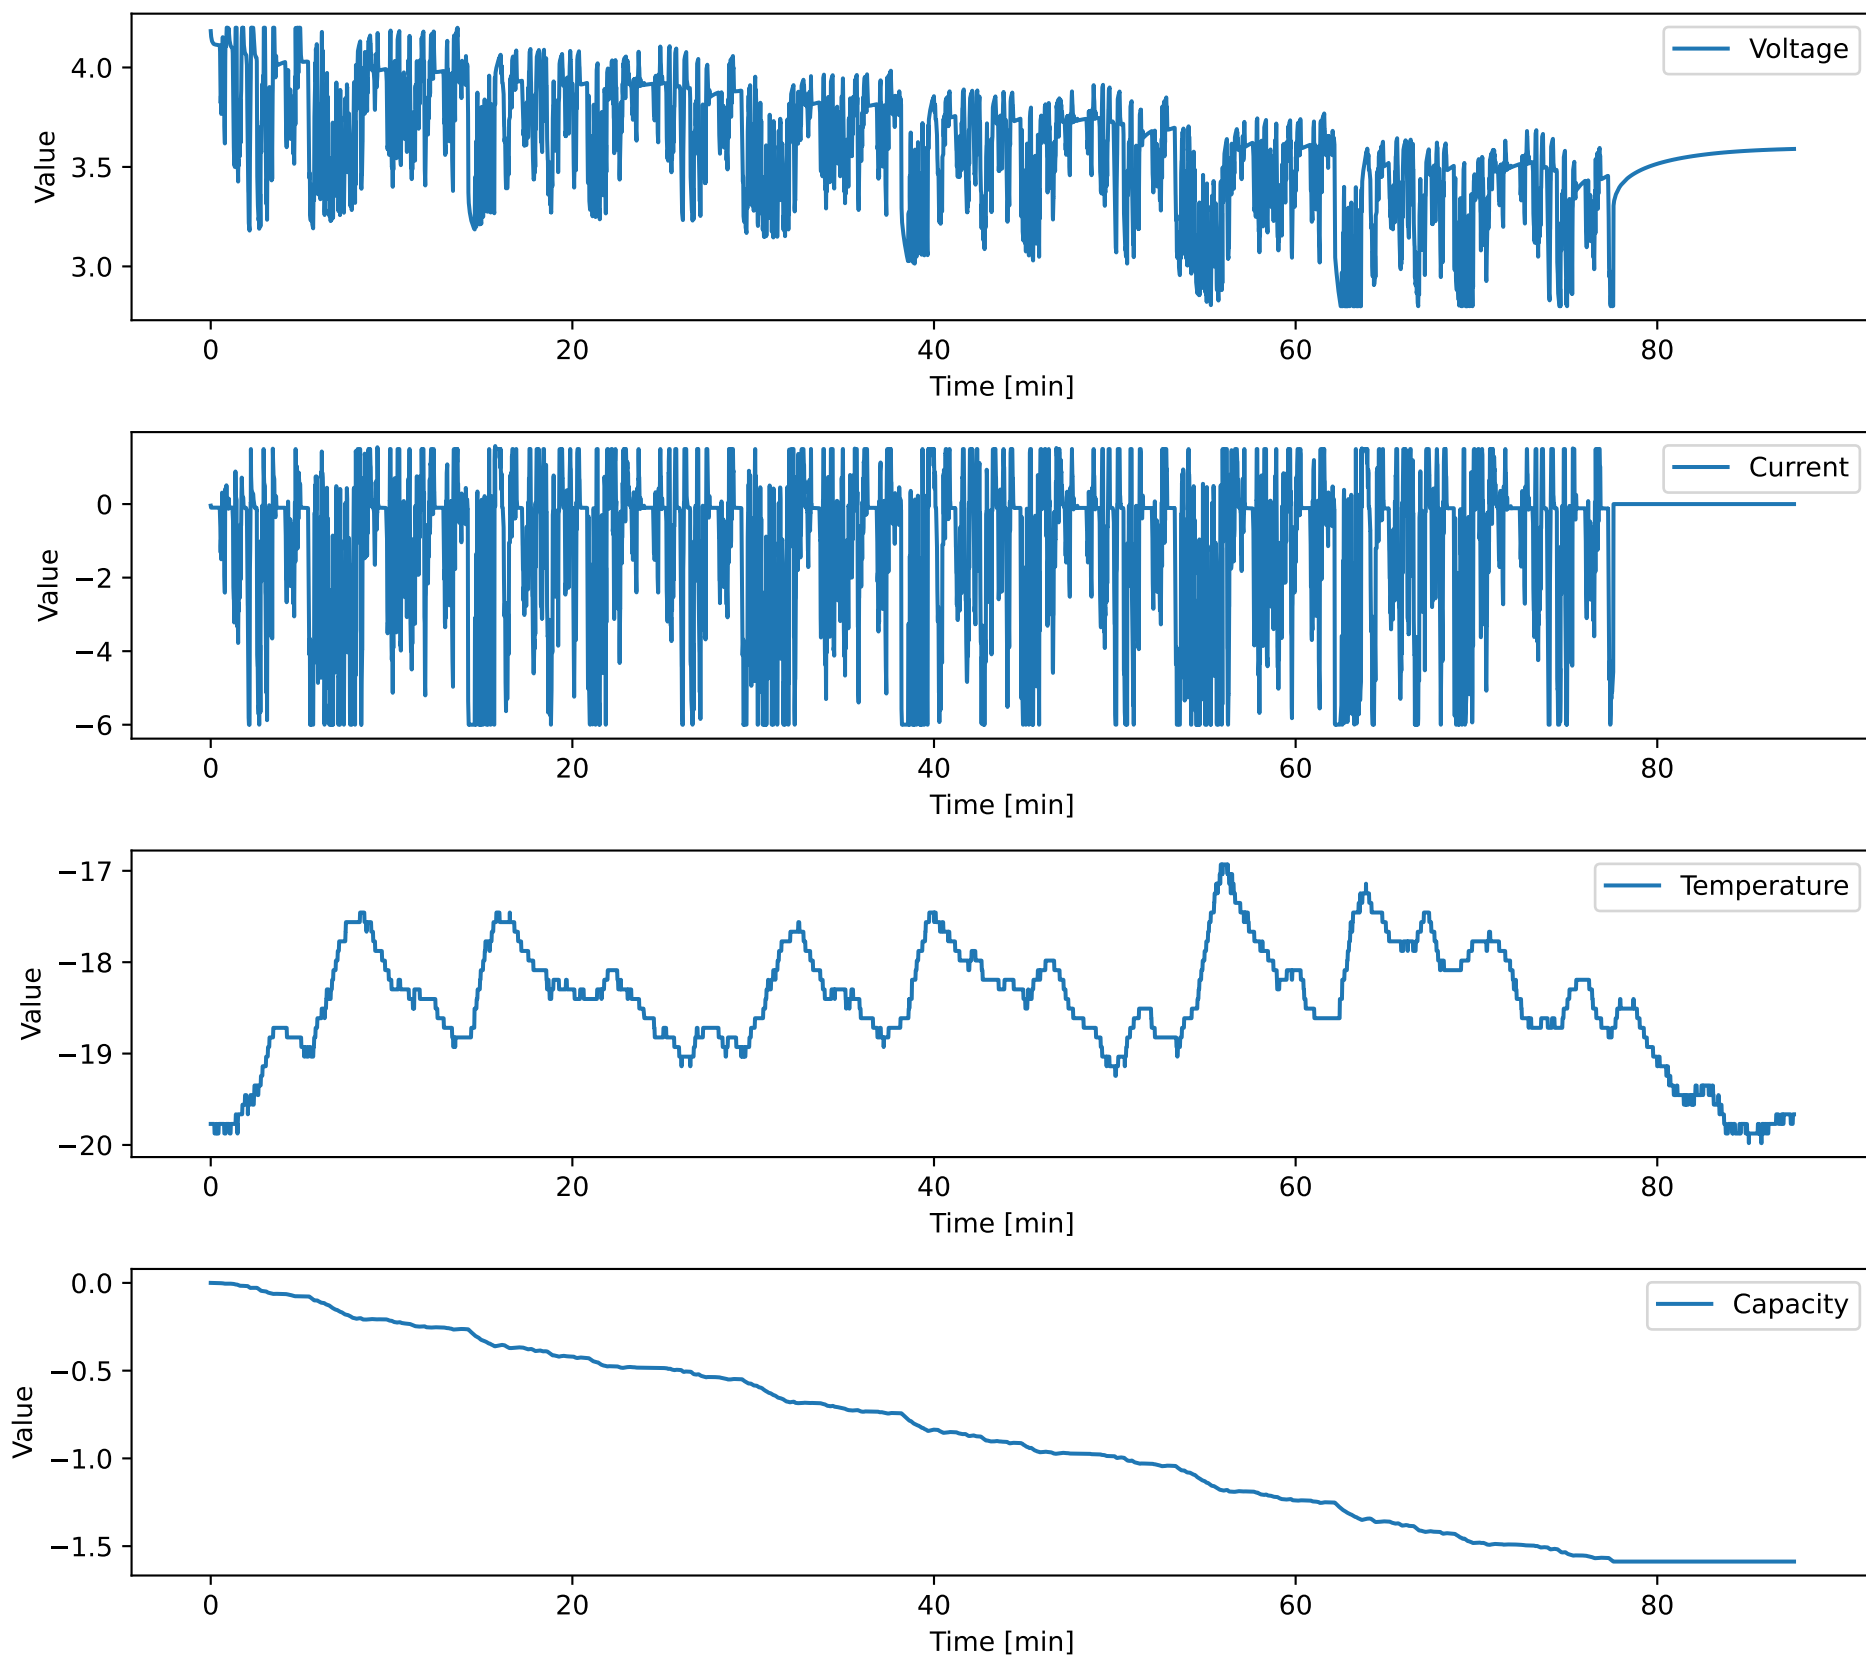 Voltage
4.0
3.5
3.0
Value
0 20 40 60 80
Time [min]
Current
0
−2
−4
−6
Value
0 20 40 60 80
Time [min]
Temperature
−17
−18
−19
−20
Value
0 20 40 60 80
Time [min]
Capacity
0.0
−0.5
−1.0
−1.5
Value
0 20 40 60 80
Time [min]